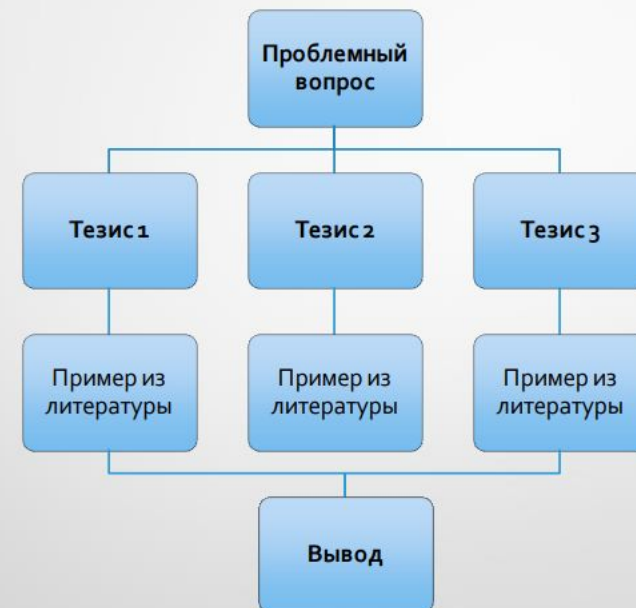 Проблемный
вопрос
Тезис 1
Тезис 2
Тезис 3
Пример из
литературы
Пример из
литературы
Пример из
литературы
Вывод